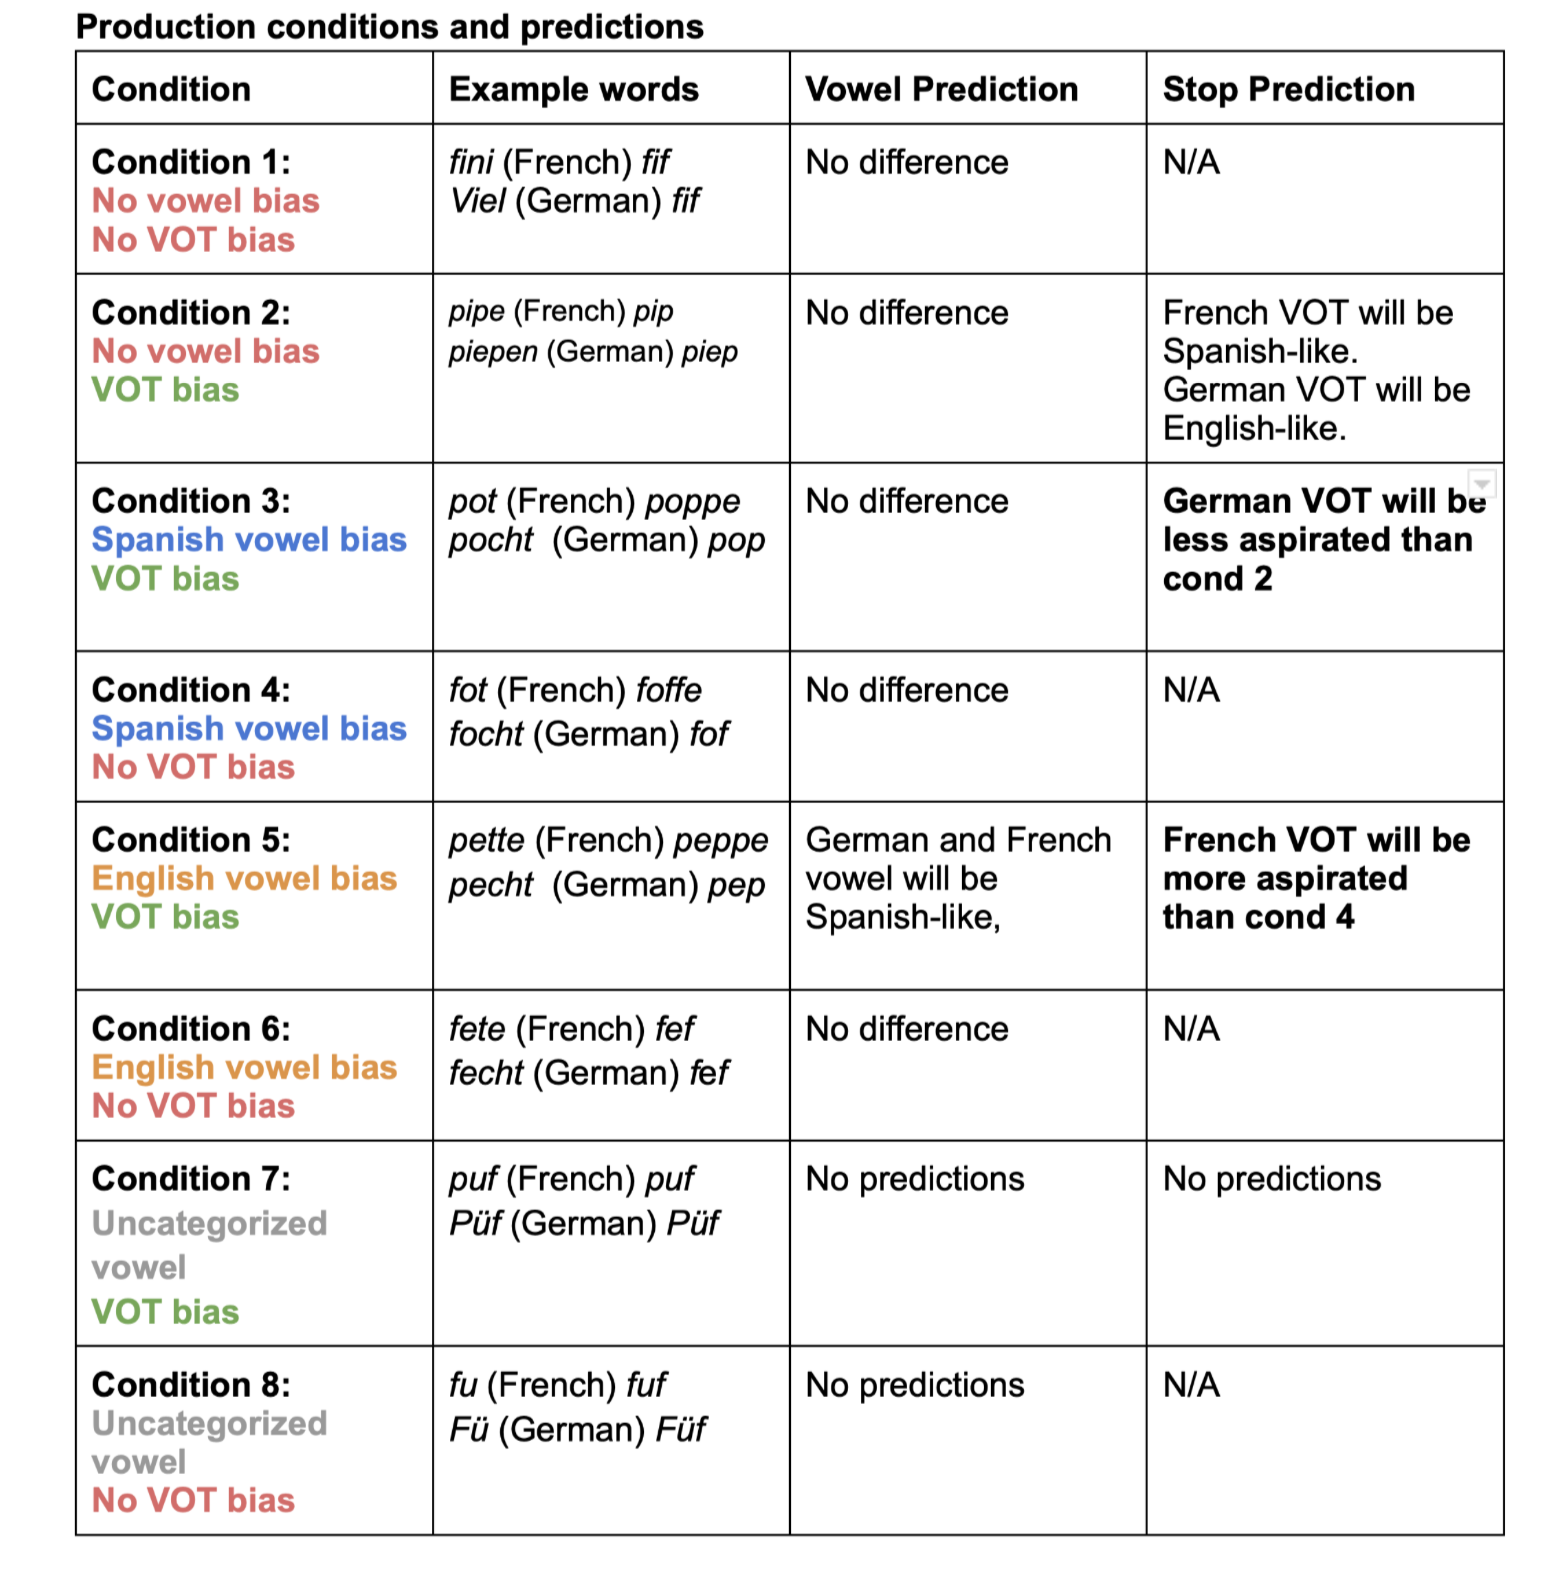 Production conditions and predictions
Condition
Example words
Vowel Prediction
Stop Prediction
Condition 1:
No vowel bias
No VOT bias
fini (French) fif
Viel (German) fif
No difference
N/A
Condition 2:
No vowel bias
VOT bias
pipe (French) pip
piepen (German) piep
No difference
French VOT will be
Spanish-like.
German VOT will be
English-like.
Condition 3:
Spanish vowel bias
VOT bias
pot (French) poppe
pocht (German) pop
No difference
German VOT will be
less aspirated than
cond 2
Condition 4:
Spanish vowel bias
No VOT bias
fot (French) foffe
focht (German) fof
No difference
N/A
Condition 5:
English vowel bias
VOT bias
pette (French) peppe
pecht (German) pep
German and French
vowel will be
Spanish-like,
French VOT will be
more aspirated
than cond 4
Condition 6:
English vowel bias
No VOT bias
fete (French) fef
fecht (German) fef
No difference
N/A
Condition 7:
Uncategorized
vowel
VOT bias
puf (French) puf
Püf (German) Püf
No predictions
No predictions
Condition 8:
Uncategorized
vowel
No VOT bias
fu (French) fuf
Fü (German) Füf
No predictions
N/A